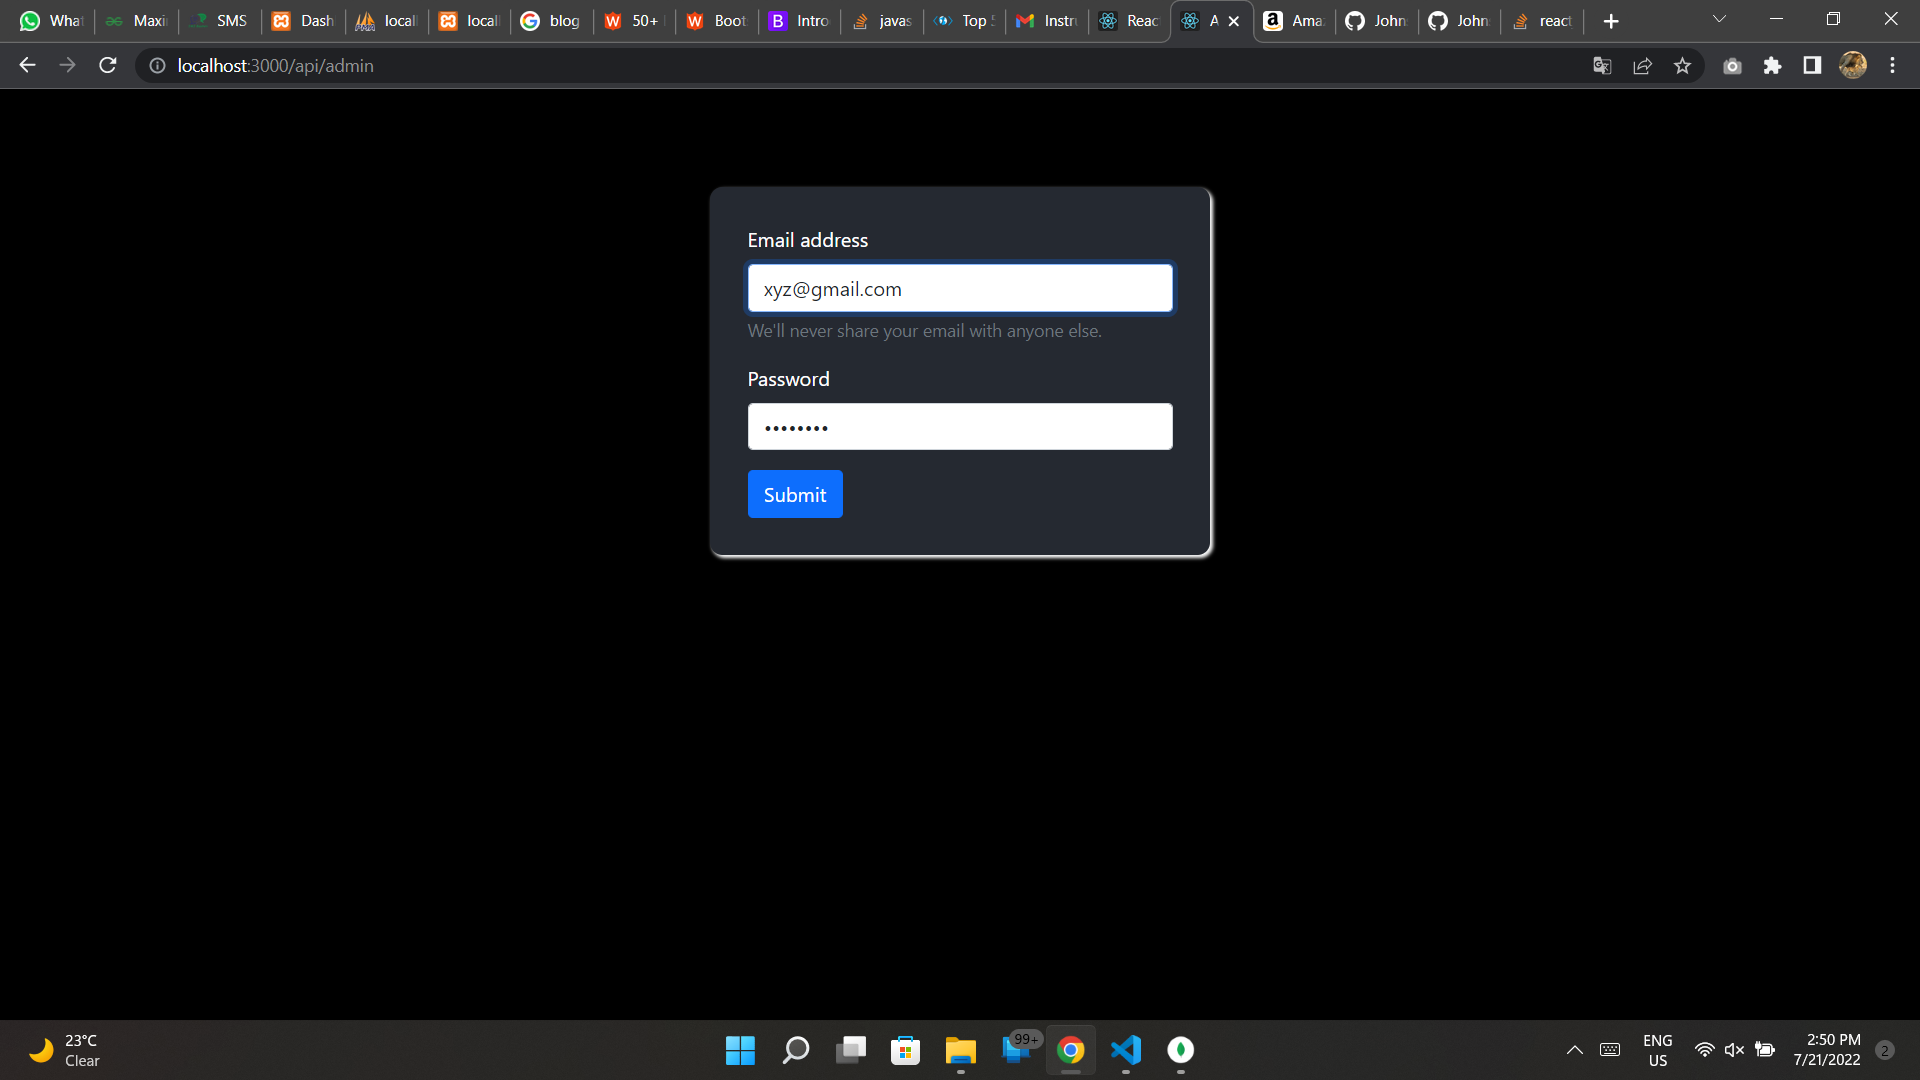 What
Maxi
SMS
Dash
local
local
blog
50+
Boot
Intro
javas
Top 5
Instru
Reac
A
Ama
John
John
react
localhost:3000/api/admin
Email address
xyz@gmail.com
We'll never share your email with anyone else.
Password
••••••••
Submit
23°C
Clear
99+
ENG
US
2:50 PM
7/21/2022
2